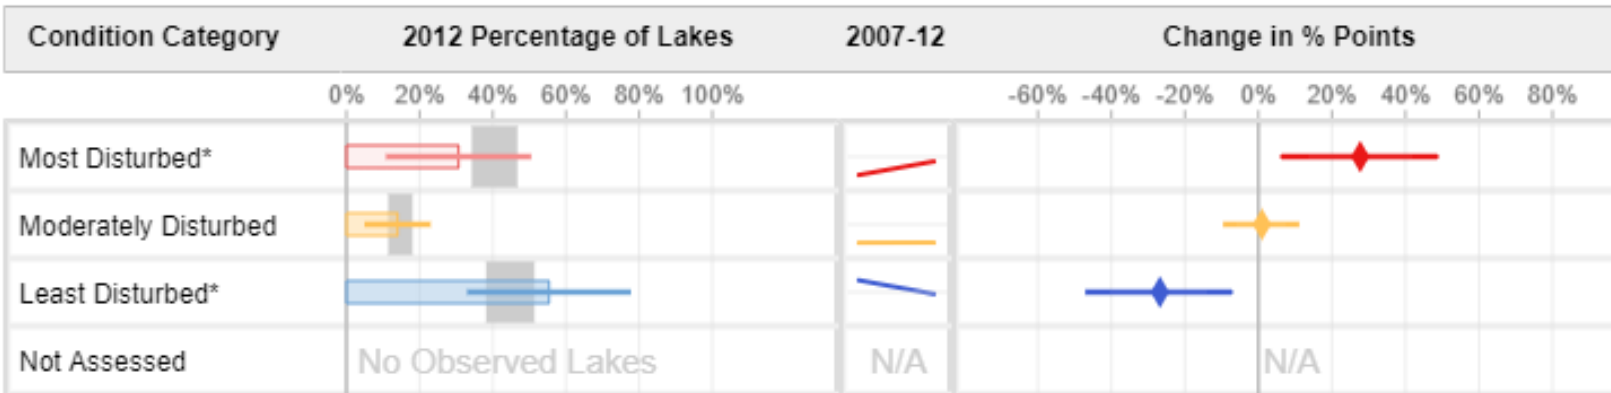 Condition Category 2012 Percentage of Lakes 2007-12 Change in % Points
0% 20% 40% 60% 80% 100% -60% -40% -20% 0% 20% 40% 60% 80%
Most Disturbed*
Moderately Disturbed
Least Disturbed*
Not Assessed No Observed Lakes N/A N/A